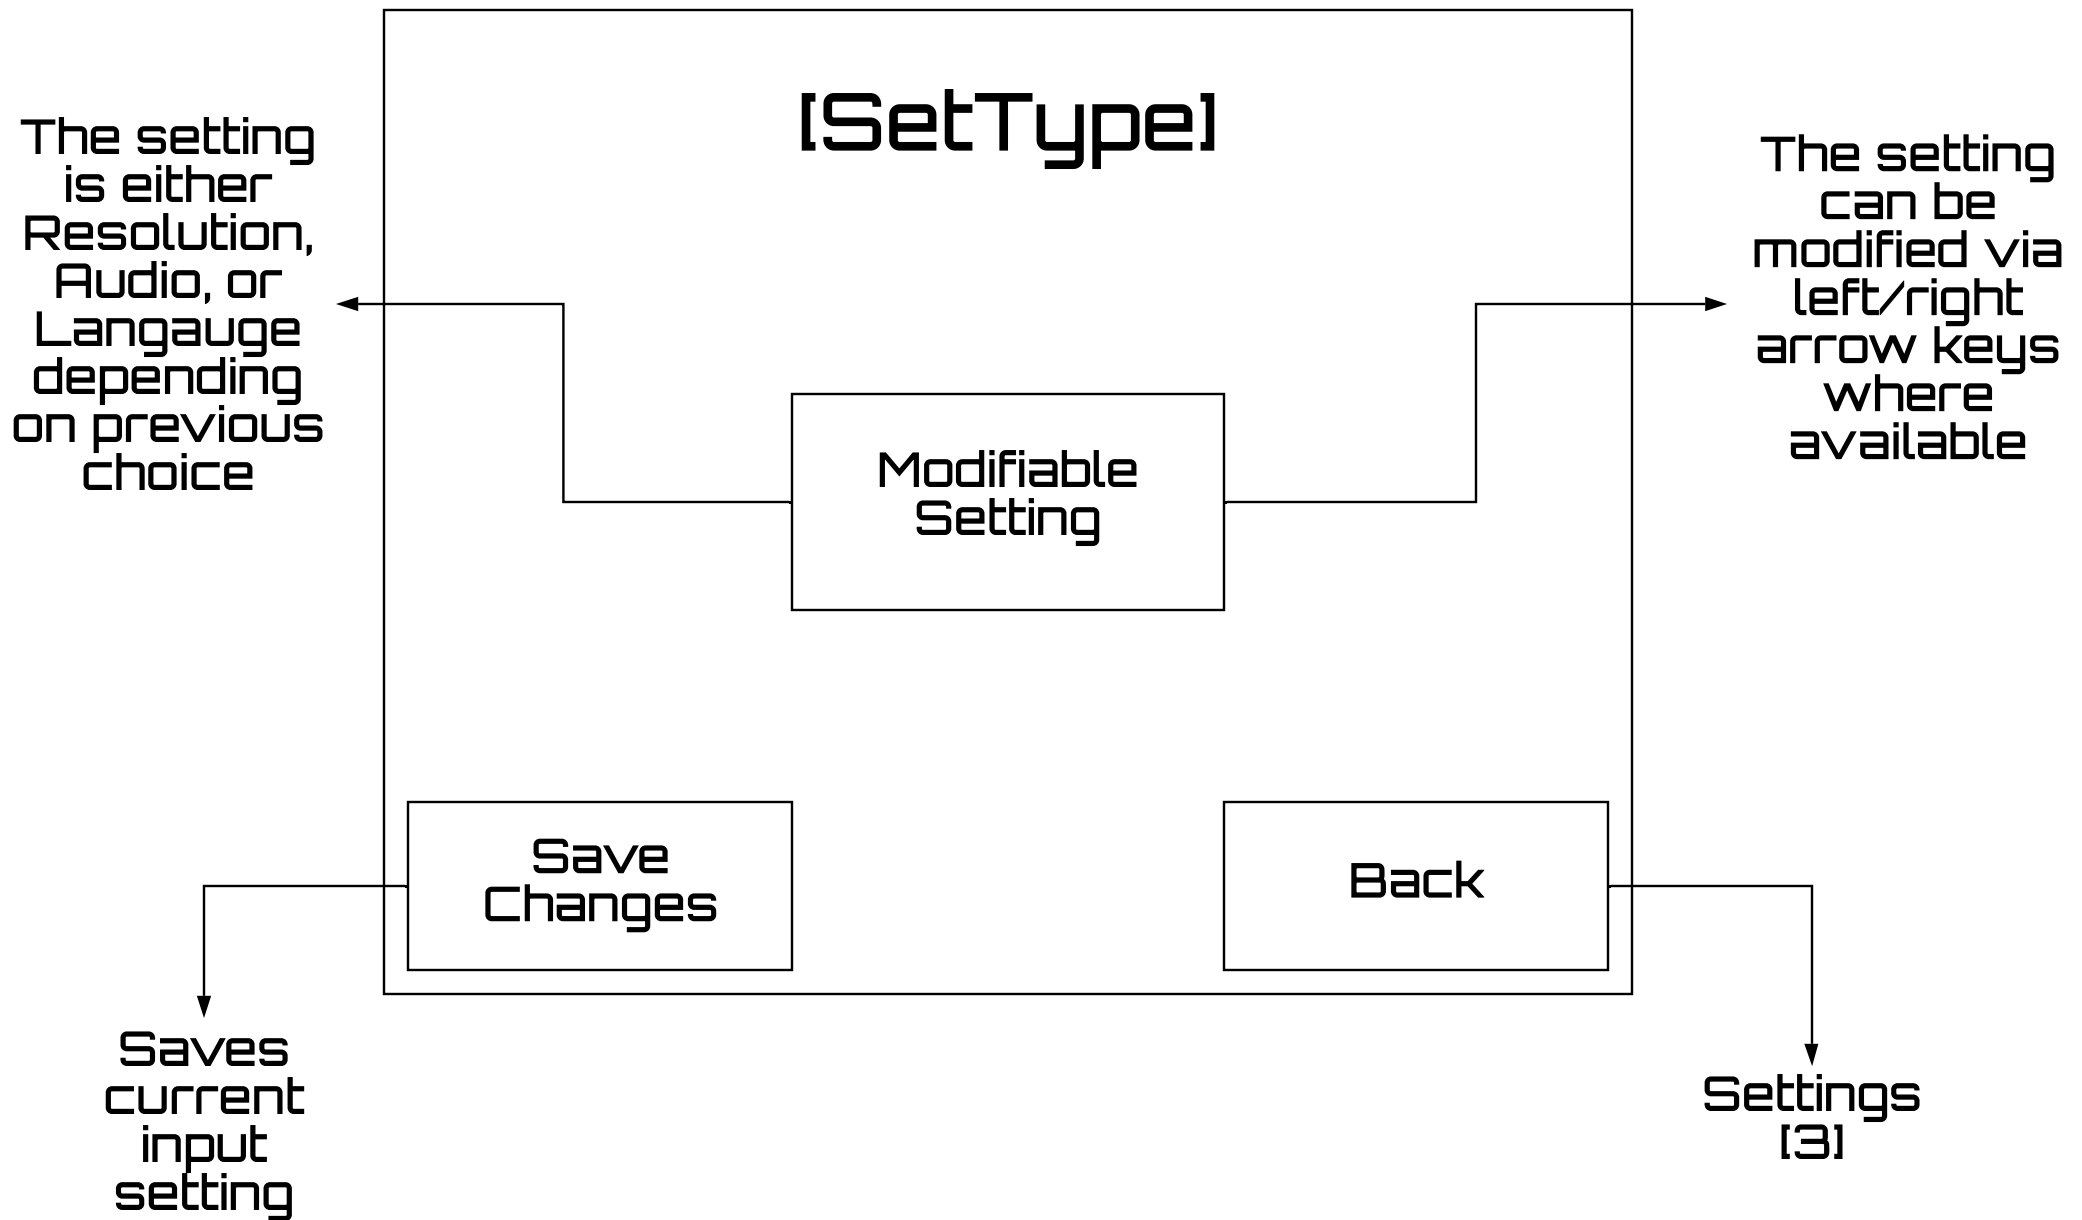 [SetType]
The setting
is either
Resolution,
Audio, or
Langauge
depending
on previous
choice
The setting
can be
modified via
left/right
arrow keys
where
available
Modifiable
Setting
Save
Changes
Back
Saves
current
input
setting
Settings
[3]